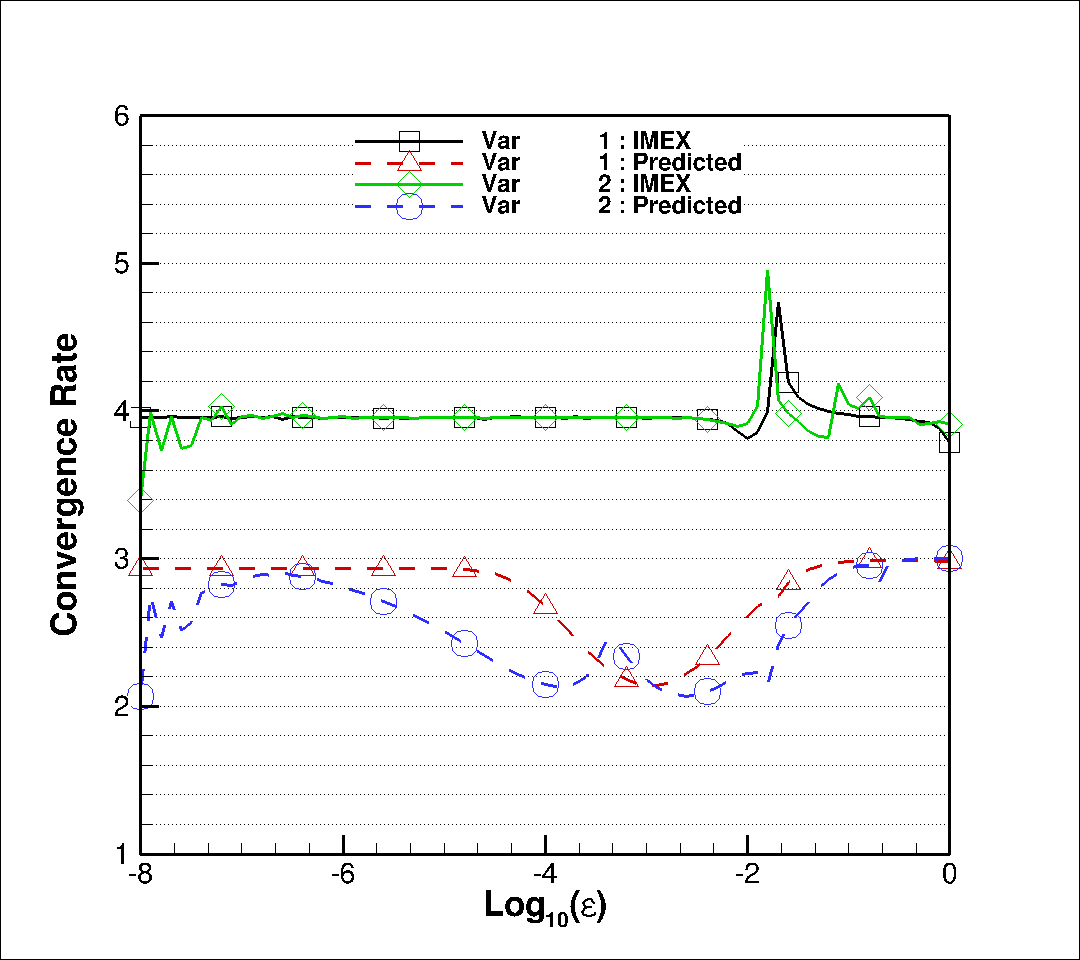 6
Var 1 : IMEX
Var 1 : Predicted
Var 2 : IMEX
Var 2 : Predicted
5
4
3
2
1
Convergence Rate
-8 -6 -4 -2 0
Log10(ε)